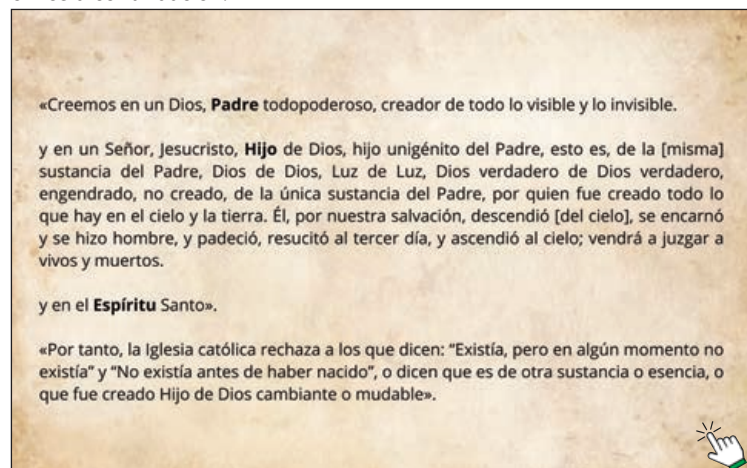 «Creemos en un Dios, Padre todopoderoso, creador de todo lo visible y lo invisible.
y en un Señor, Jesucristo, Hijo de Dios, hijo unigénito del Padre, esto es, de la [misma]
sustancia del Padre, Dios de Dios, Luz de Luz, Dios verdadero de Dios verdadero,
engendrado, no creado, de la única sustancia del Padre, por quien fue creado todo lo
que hay en el cielo y la tierra. Él, por nuestra salvación, descendió [del cielo], se encarnó
y se hizo hombre, y padeció, resucitó al tercer día, y ascendió al cielo; vendrá a juzgar a
vivos y muertos.
y en el Espíritu Santo».
«Por tanto, la Iglesia católica rechaza a los que dicen: “Existía, pero en algún momento no
existía” y “No existía antes de haber nacido”, o dicen que es de otra sustancia o esencia, o
que fue creado Hijo de Dios cambiante o mudable».